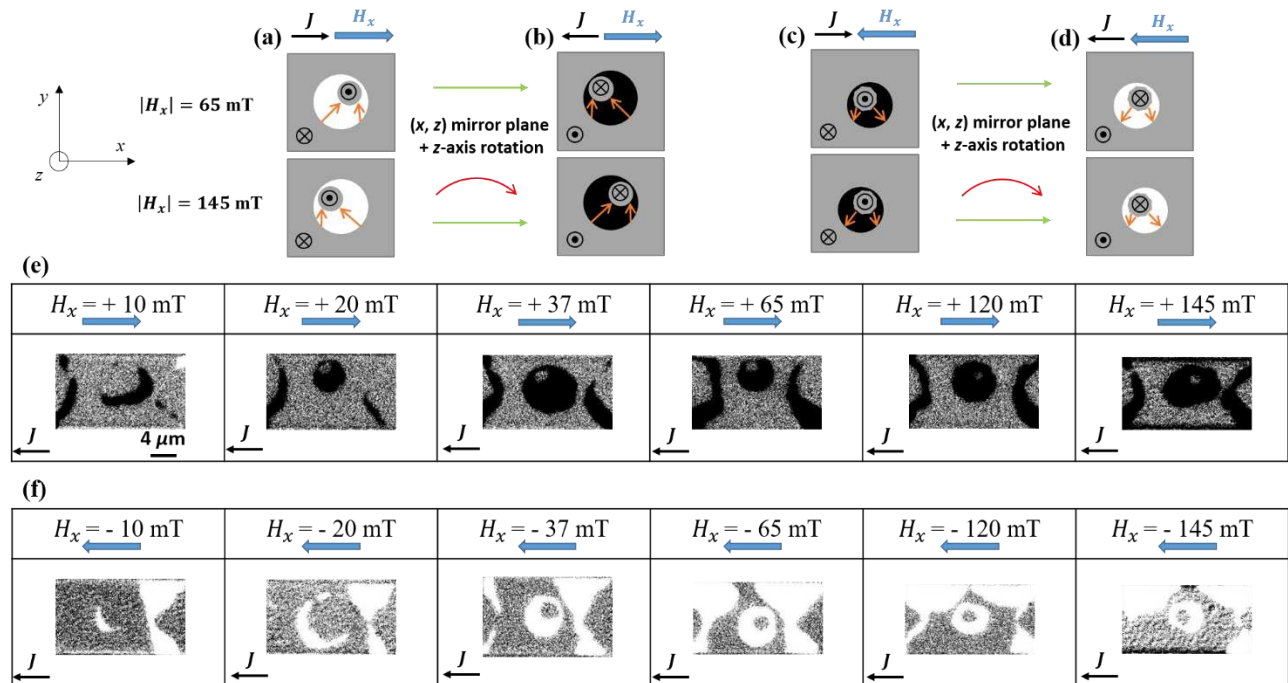 J H_x J H_x J H_x J H_x
(a) (b) (c) (d)
y
x
z
|H_x| = 65 mT
|H_x| = 145 mT
(x, z) mirror plane
+ z-axis rotation
(x, z) mirror plane
+ z-axis rotation
(e)
H_x = + 10 mT H_x = + 20 mT H_x = + 37 mT H_x = + 65 mT H_x = + 120 mT H_x = + 145 mT
4 μm
J J J J J J
(f)
H_x = - 10 mT H_x = - 20 mT H_x = - 37 mT H_x = - 65 mT H_x = - 120 mT H_x = - 145 mT
J J J J J J